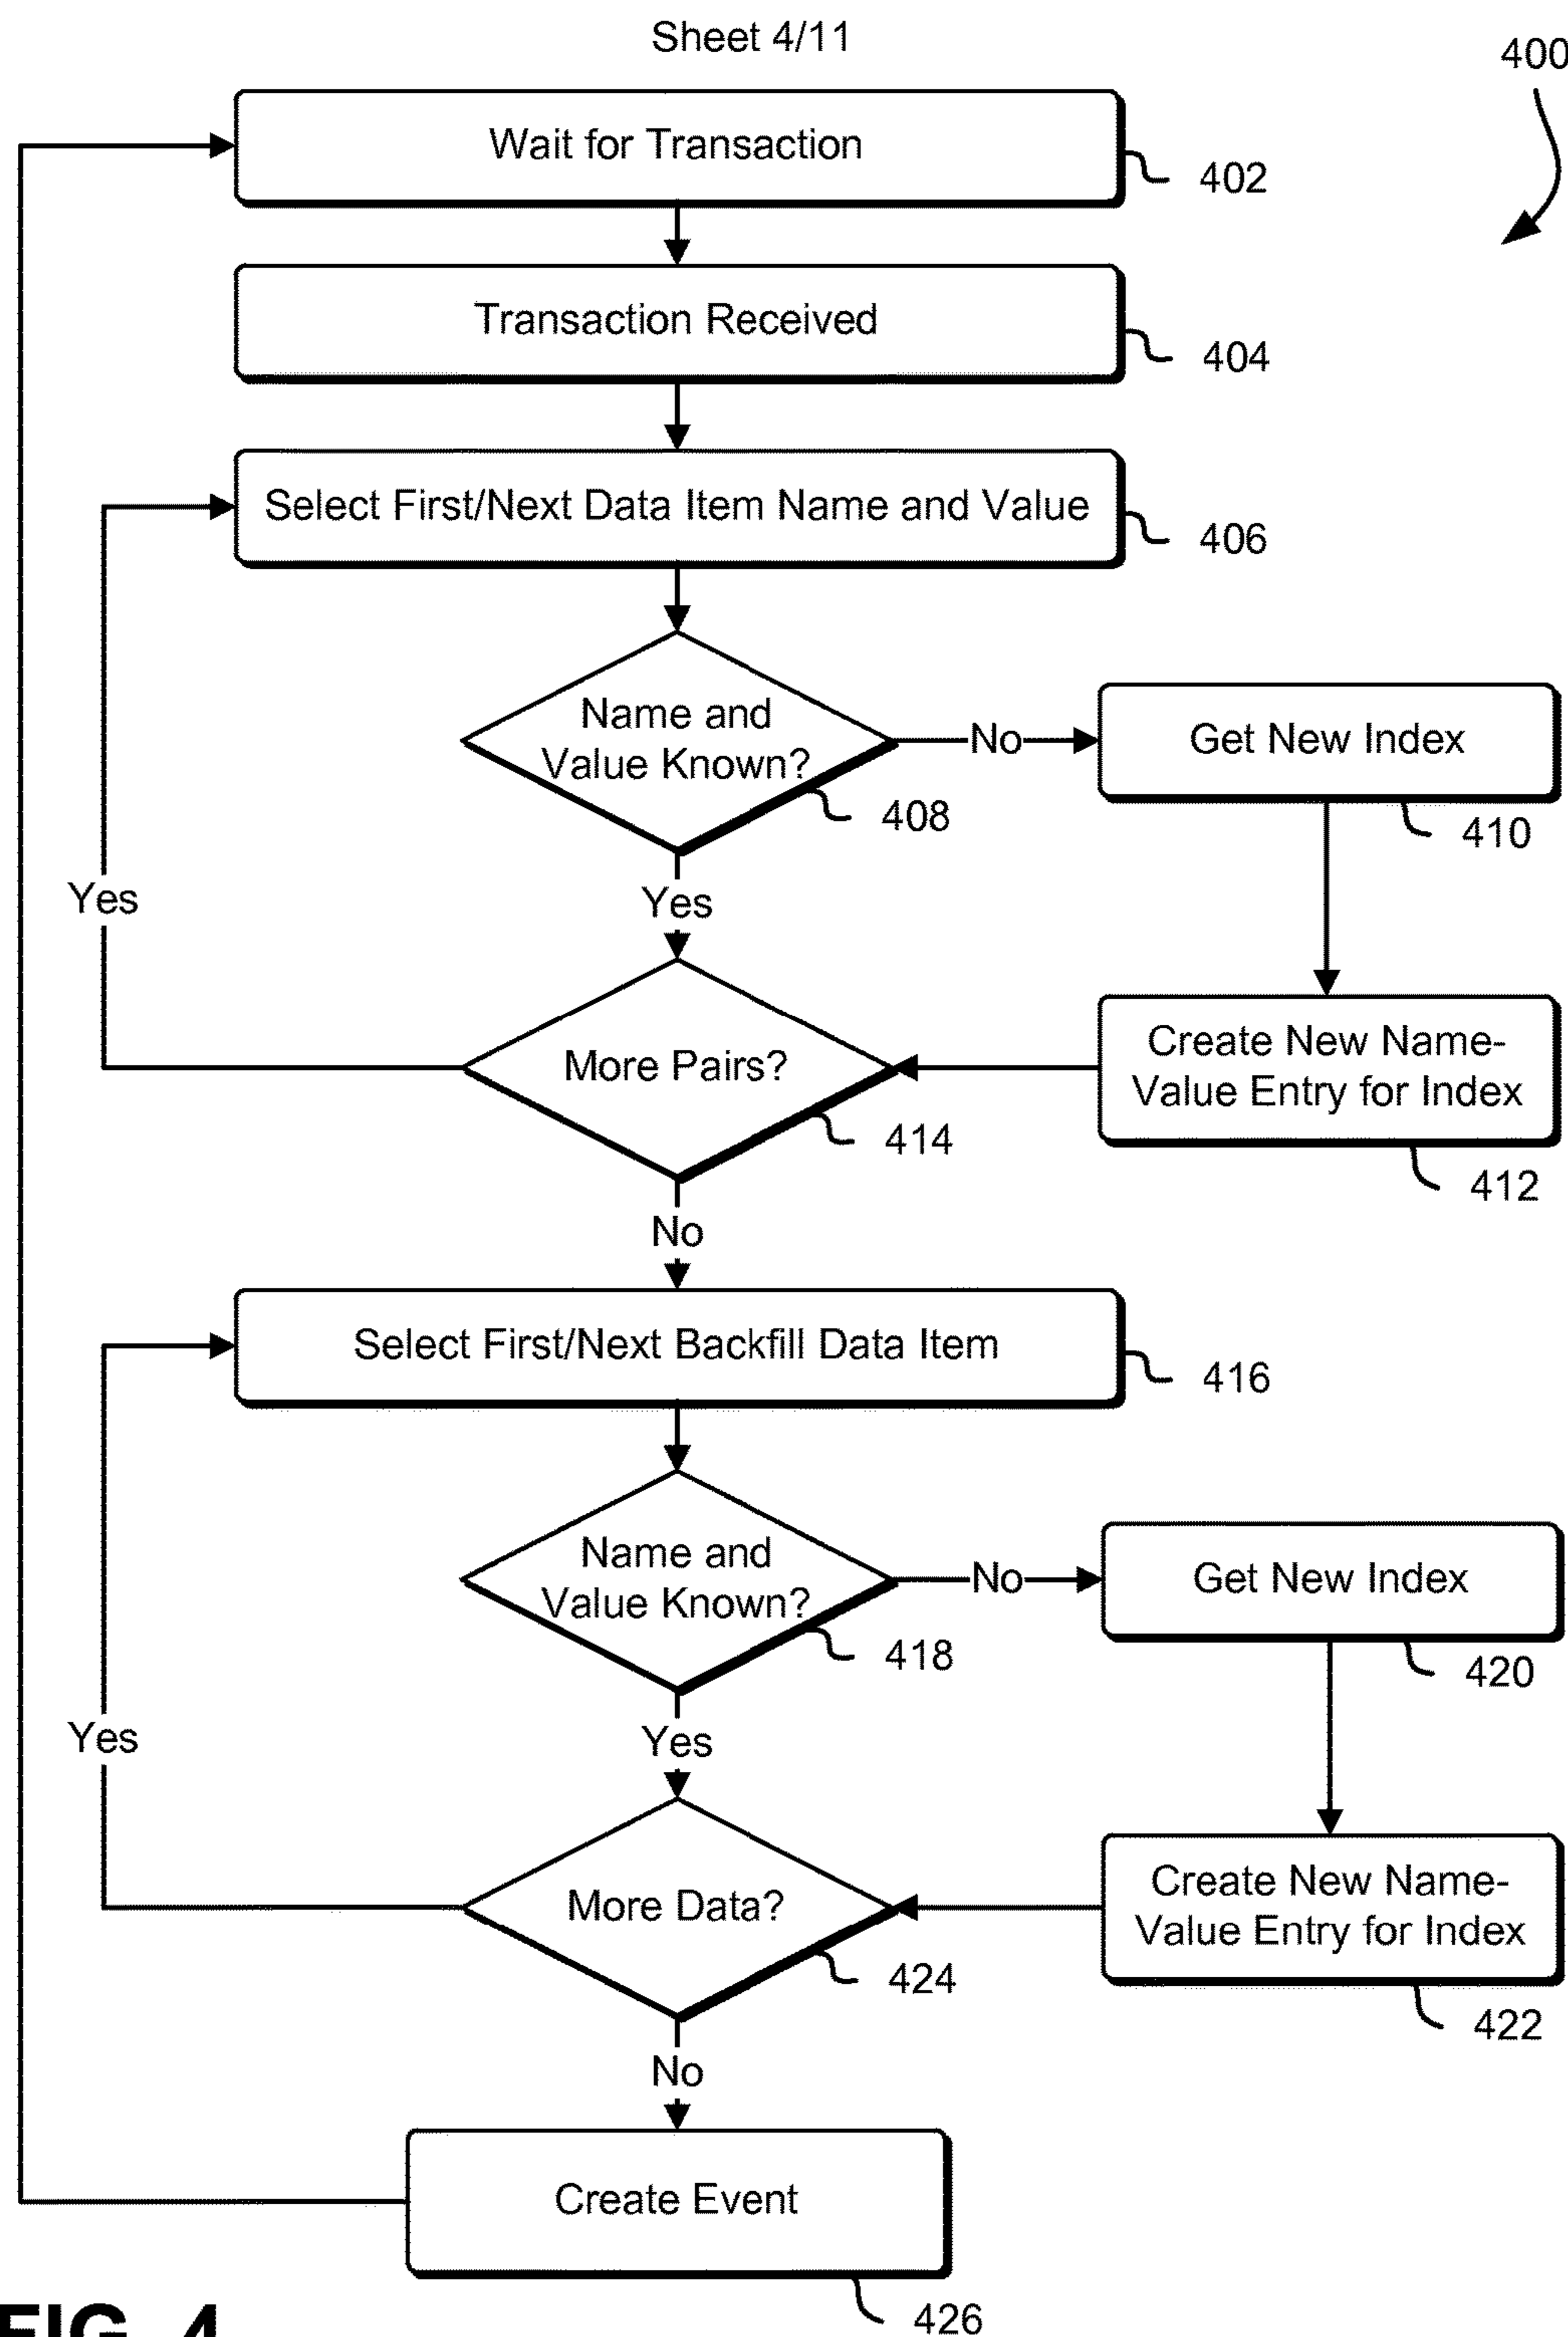 Sheet 4/11
400
Wait for Transaction
402
Transaction Received
404
Select First/Next Data Item Name and Value
406
Name and
Value Known?
No
Get New Index
408
410
Yes
Yes
Create New Name-
Value Entry for Index
More Pairs?
414
412
No
Select First/Next Backfill Data Item
416
Name and
Value Known?
No
Get New Index
418
420
Yes
Yes
Create New Name-
Value Entry for Index
More Data?
424
422
No
Create Event
426
FIG. 4